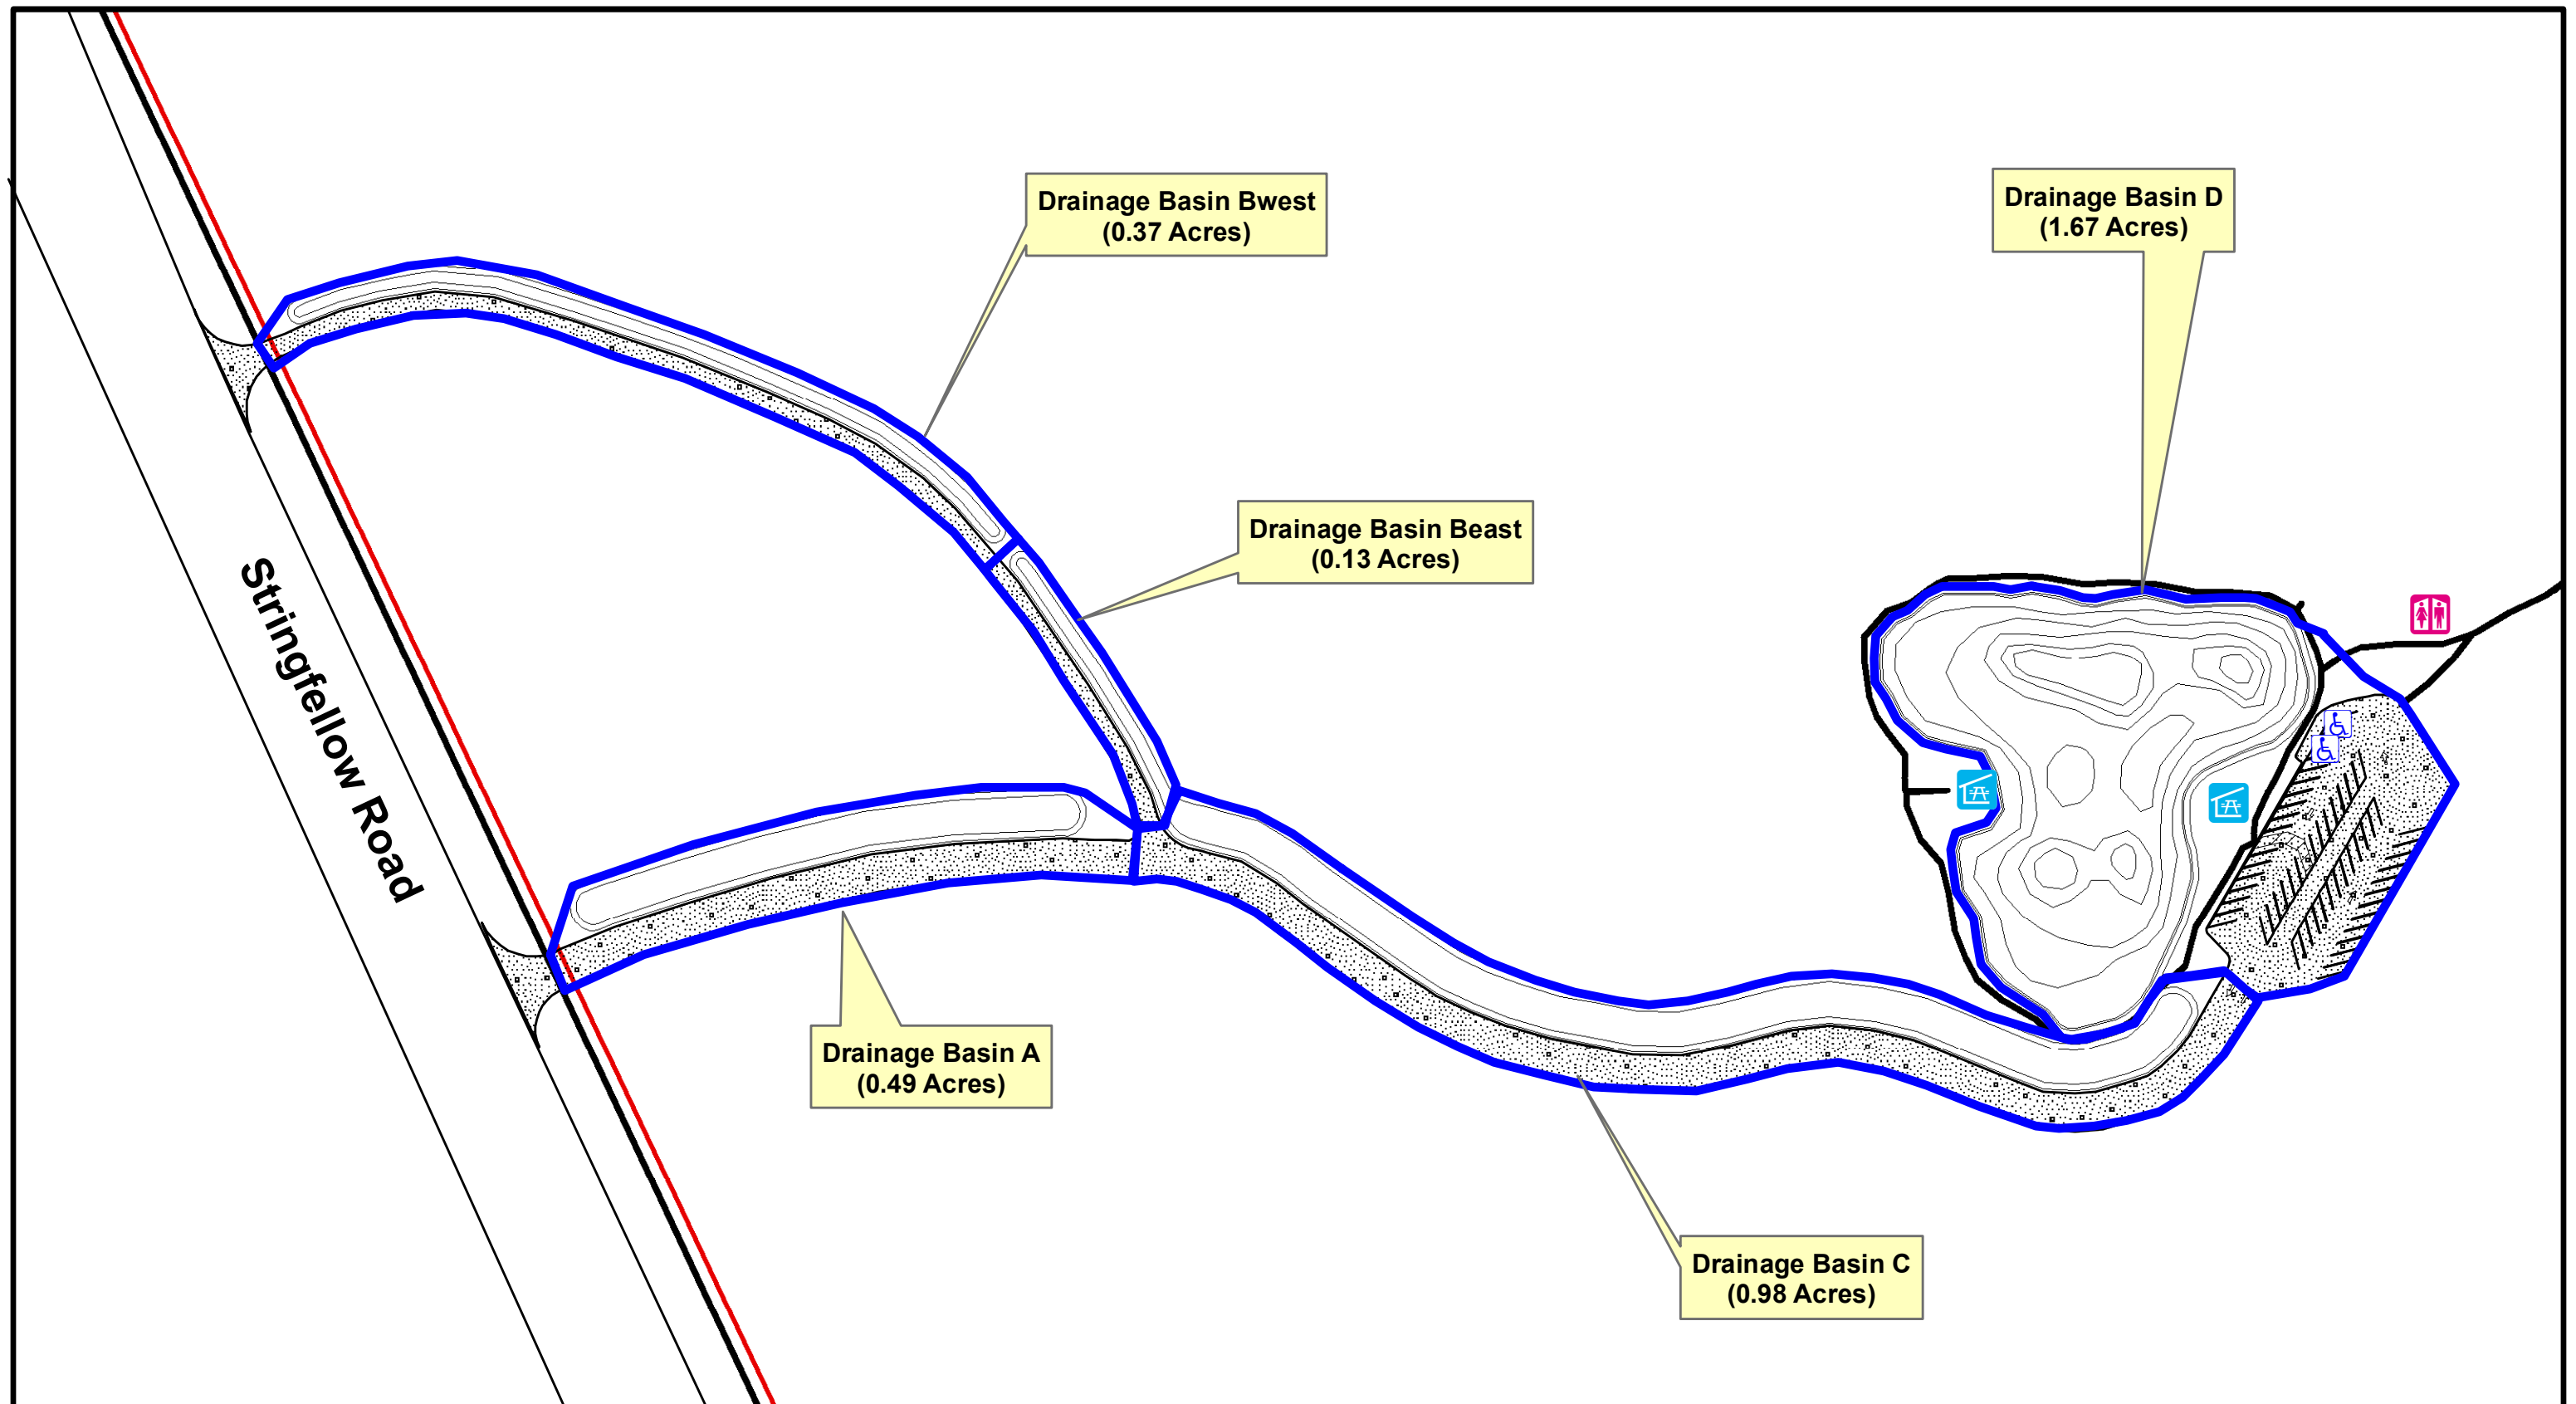 Drainage Basin Bwest
(0.37 Acres)
Drainage Basin D
(1.67 Acres)
Drainage Basin Beast
(0.13 Acres)
Stringfellow Road
Drainage Basin A
(0.49 Acres)
Drainage Basin C
(0.98 Acres)